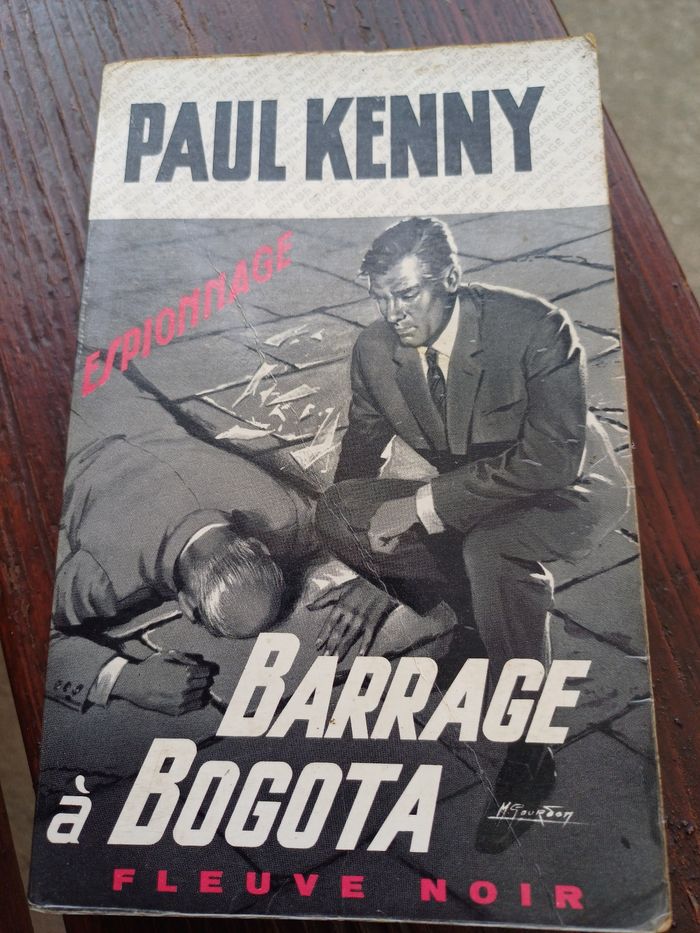 PAUL KENNY
ESPIONNAGE
BARRAGE
à BOGOTA
M. Gourdon
FLEUVE NOIR